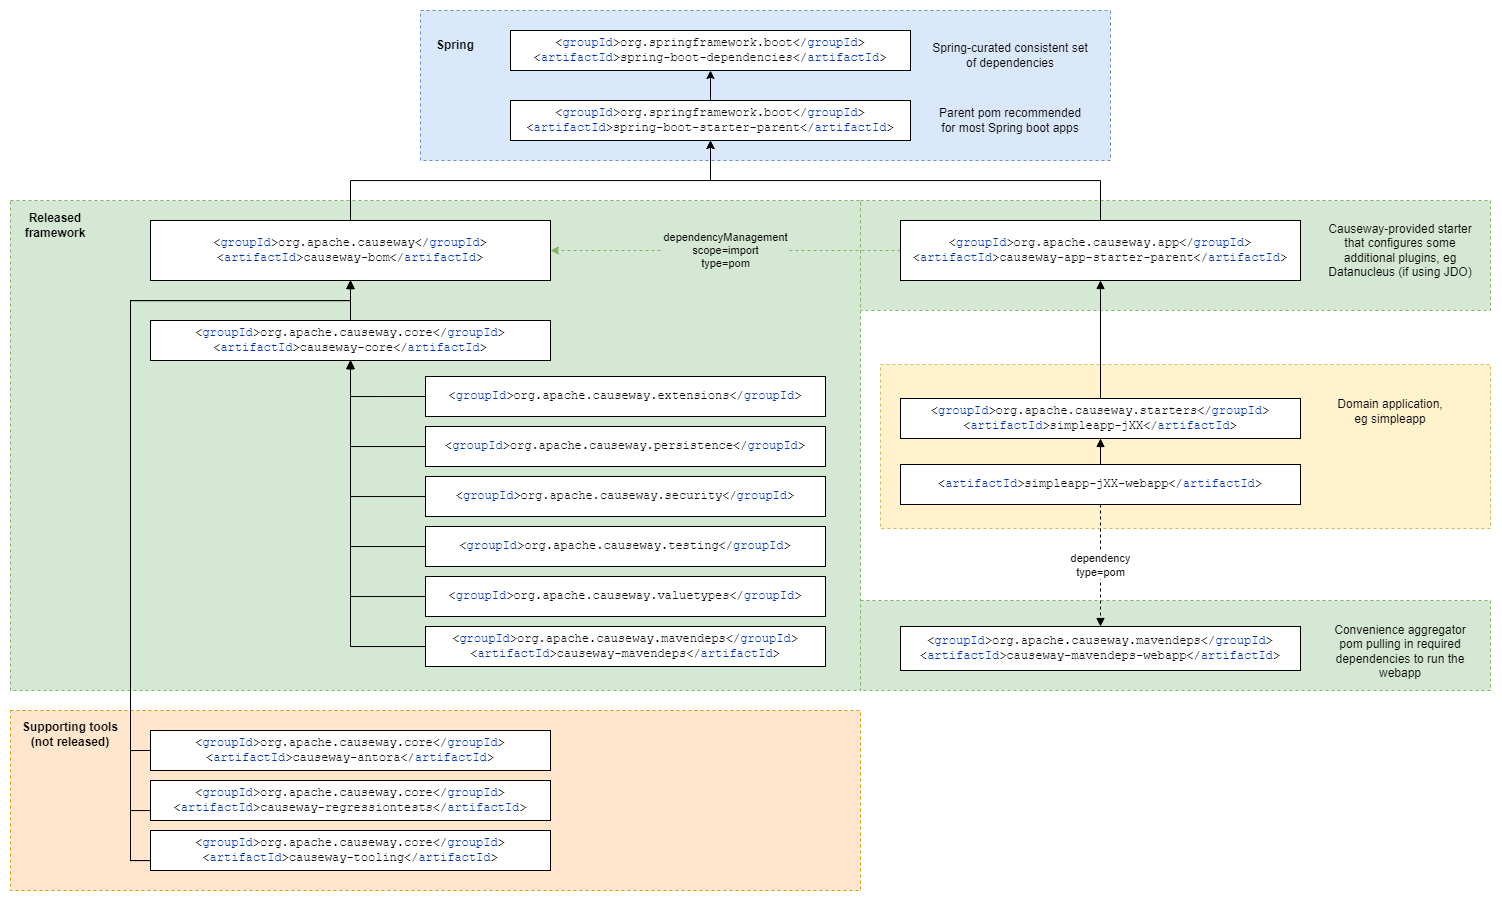 Spring
<groupId>org.springframework.boot</groupId>
<artifactId>spring-boot-dependencies</artifactId>
Spring-curated consistent set
of dependencies
<groupId>org.springframework.boot</groupId>
<artifactId>spring-boot-starter-parent</artifactId>
Parent pom recommended
for most Spring boot apps
Released
framework
<groupId>org.apache.causeway</groupId>
<artifactId>causeway-bom</artifactId>
dependencyManagement
scope=import
type=pom
<groupId>org.apache.causeway.app</groupId>
<artifactId>causeway-app-starter-parent</artifactId>
Causeway-provided starter
that configures some
additional plugins, eg
Datanucleus (if using JDO)
<groupId>org.apache.causeway.core</groupId>
<artifactId>causeway-core</artifactId>
<groupId>org.apache.causeway.extensions</groupId>
<groupId>org.apache.causeway.persistence</groupId>
<groupId>org.apache.causeway.security</groupId>
<groupId>org.apache.causeway.testing</groupId>
<groupId>org.apache.causeway.valuetypes</groupId>
<groupId>org.apache.causeway.mavendeps</groupId>
<artifactId>causeway-mavendeps</artifactId>
<groupId>org.apache.causeway.starters</groupId>
<artifactId>simpleapp-jXX</artifactId>
Domain application,
eg simpleapp
<artifactId>simpleapp-jXX-webapp</artifactId>
dependency
type=pom
<groupId>org.apache.causeway.mavendeps</groupId>
<artifactId>causeway-mavendeps-webapp</artifactId>
Convenience aggregator
pom pulling in required
dependencies to run the
webapp
Supporting tools
(not released)
<groupId>org.apache.causeway.core</groupId>
<artifactId>causeway-antora</artifactId>
<groupId>org.apache.causeway.core</groupId>
<artifactId>causeway-regressiontests</artifactId>
<groupId>org.apache.causeway.core</groupId>
<artifactId>causeway-tooling</artifactId>